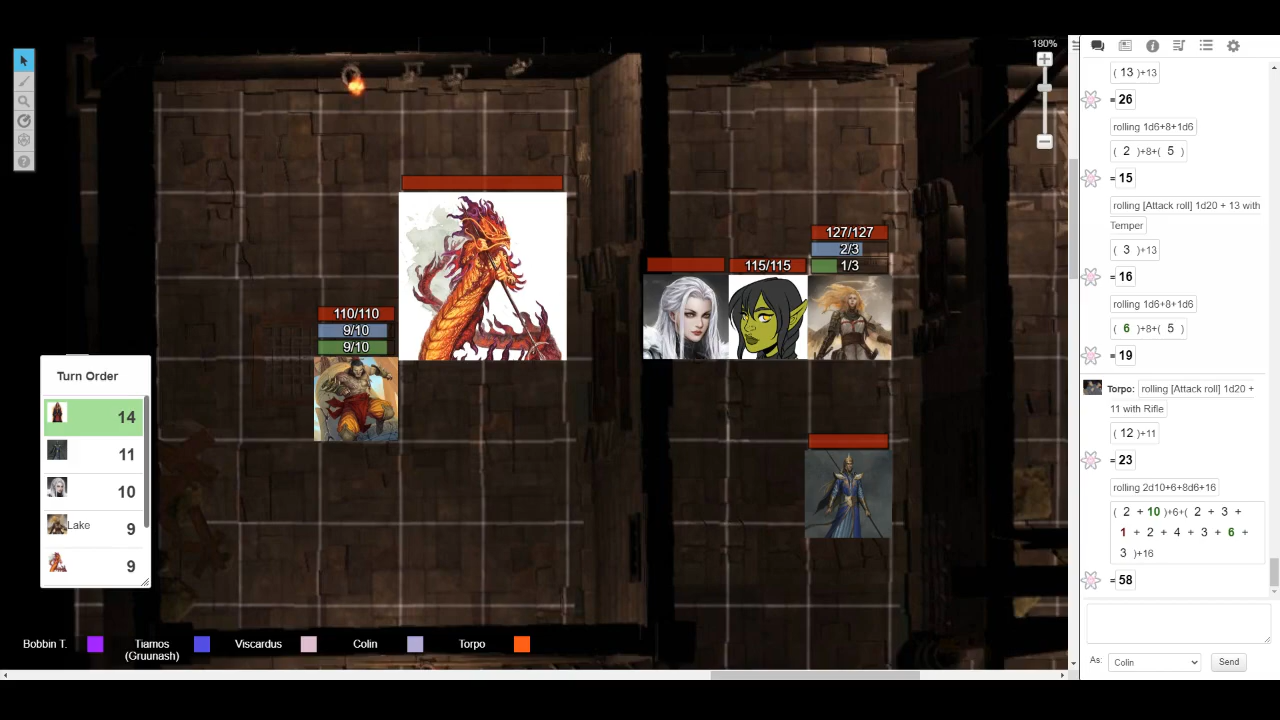 180%
127/127
2/3
115/115
1/3
110/110
9/10
9/10
Turn Order
14
11
10
Lake
9
9
Bobbin T.
Tiamos
(Gruunash)
Viscardus
Colin
Torpo
( 13 )+13
= 26
rolling 1d6+8+1d6
( 2 )+8+( 5 )
= 15
rolling [Attack roll] 1d20 + 13 with
Temper
( 3 )+13
= 16
rolling 1d6+8+1d6
( 6 )+8+( 5 )
= 19
Torpo: rolling [Attack roll] 1d20 +
11 with Rifle
( 12 )+11
= 23
rolling 2d10+6+8d6+16
( 2 + 10 )+6+( 2 + 3 +
1 + 2 + 4 + 3 + 6 +
3 )+16
= 58
As:
Colin
Send